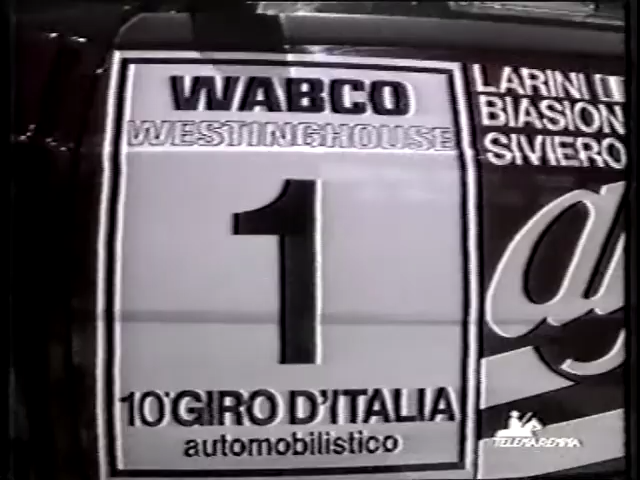 WABCO
WESTINGHOUSE
1
10°GIRO D'ITALIA
automobilistico
LARINI
BIASION
SIVIERO
TELEMAREMMA